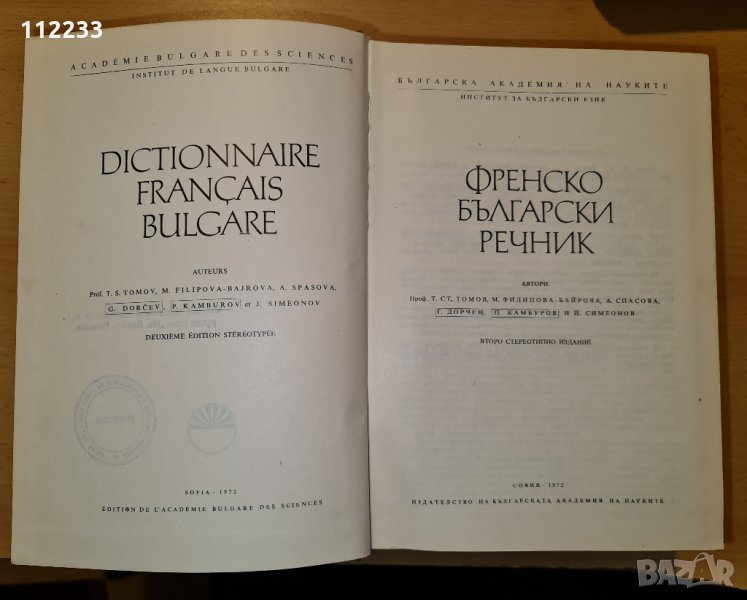 112233
ACADÉMIE BULGARE DES SCIENCES
INSTITUT DE LANGUE BULGARE
DICTIONNAIRE
FRANÇAIS
BULGARE
AUTEURS
Prof. T. S. TOMOV, M. FILIPOVA-BAJROVA, A. SPASOVA,
G. DORČEV, P. KAMBUROV et J. SIMEONOV
DEUXIÈME ÉDITION STÉRÉOTYPÉE
SOFIA · 1972
ÉDITION DE L'ACADÉMIE BULGARE DES SCIENCES
БЪЛГАРСКА АКАДЕМИЯ НА НАУКИТЕ
ИНСТИТУТ ЗА БЪЛГАРСКИ ЕЗИК
ФРЕНСКО
БЪЛГАРСКИ
РЕЧНИК
АВТОРИ
Проф. Т. СТ. ТОМОВ, М. ФИЛИПОВА-БАЙРОВА, А. СПАСОВА,
Г. ДОРЧЕВ, П. КАМБУРОВ И Й. СИМЕОНОВ
ВТОРО СТЕРЕОТИПНО ИЗДАНИЕ
СОФИЯ · 1972
ИЗДАТЕЛСТВО НА БЪЛГАРСКАТА АКАДЕМИЯ НА НАУКИТЕ
BAZAR